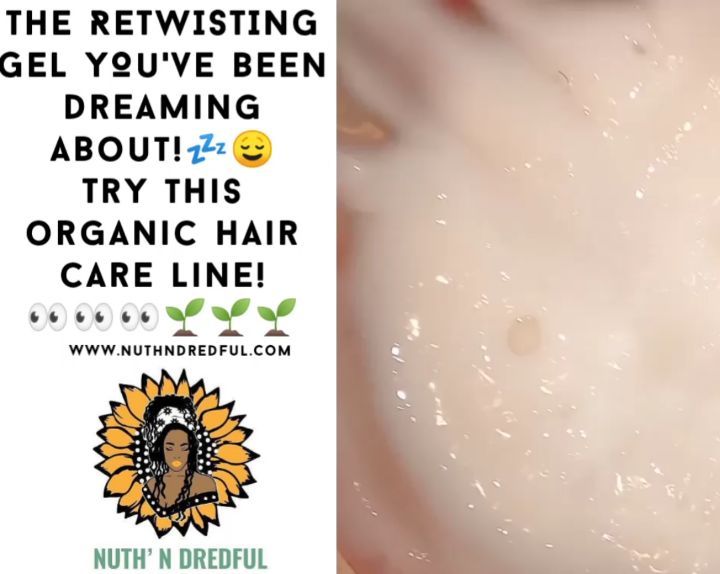 THE RETWISTING
GEL YOU'VE BEEN
DREAMING
ABOUT!💤😌
TRY THIS
ORGANIC HAIR
CARE LINE!
👀👀👀🌱🌱🌱
WWW.NUTHNDREDFUL.COM
NUTH' N DREDFUL